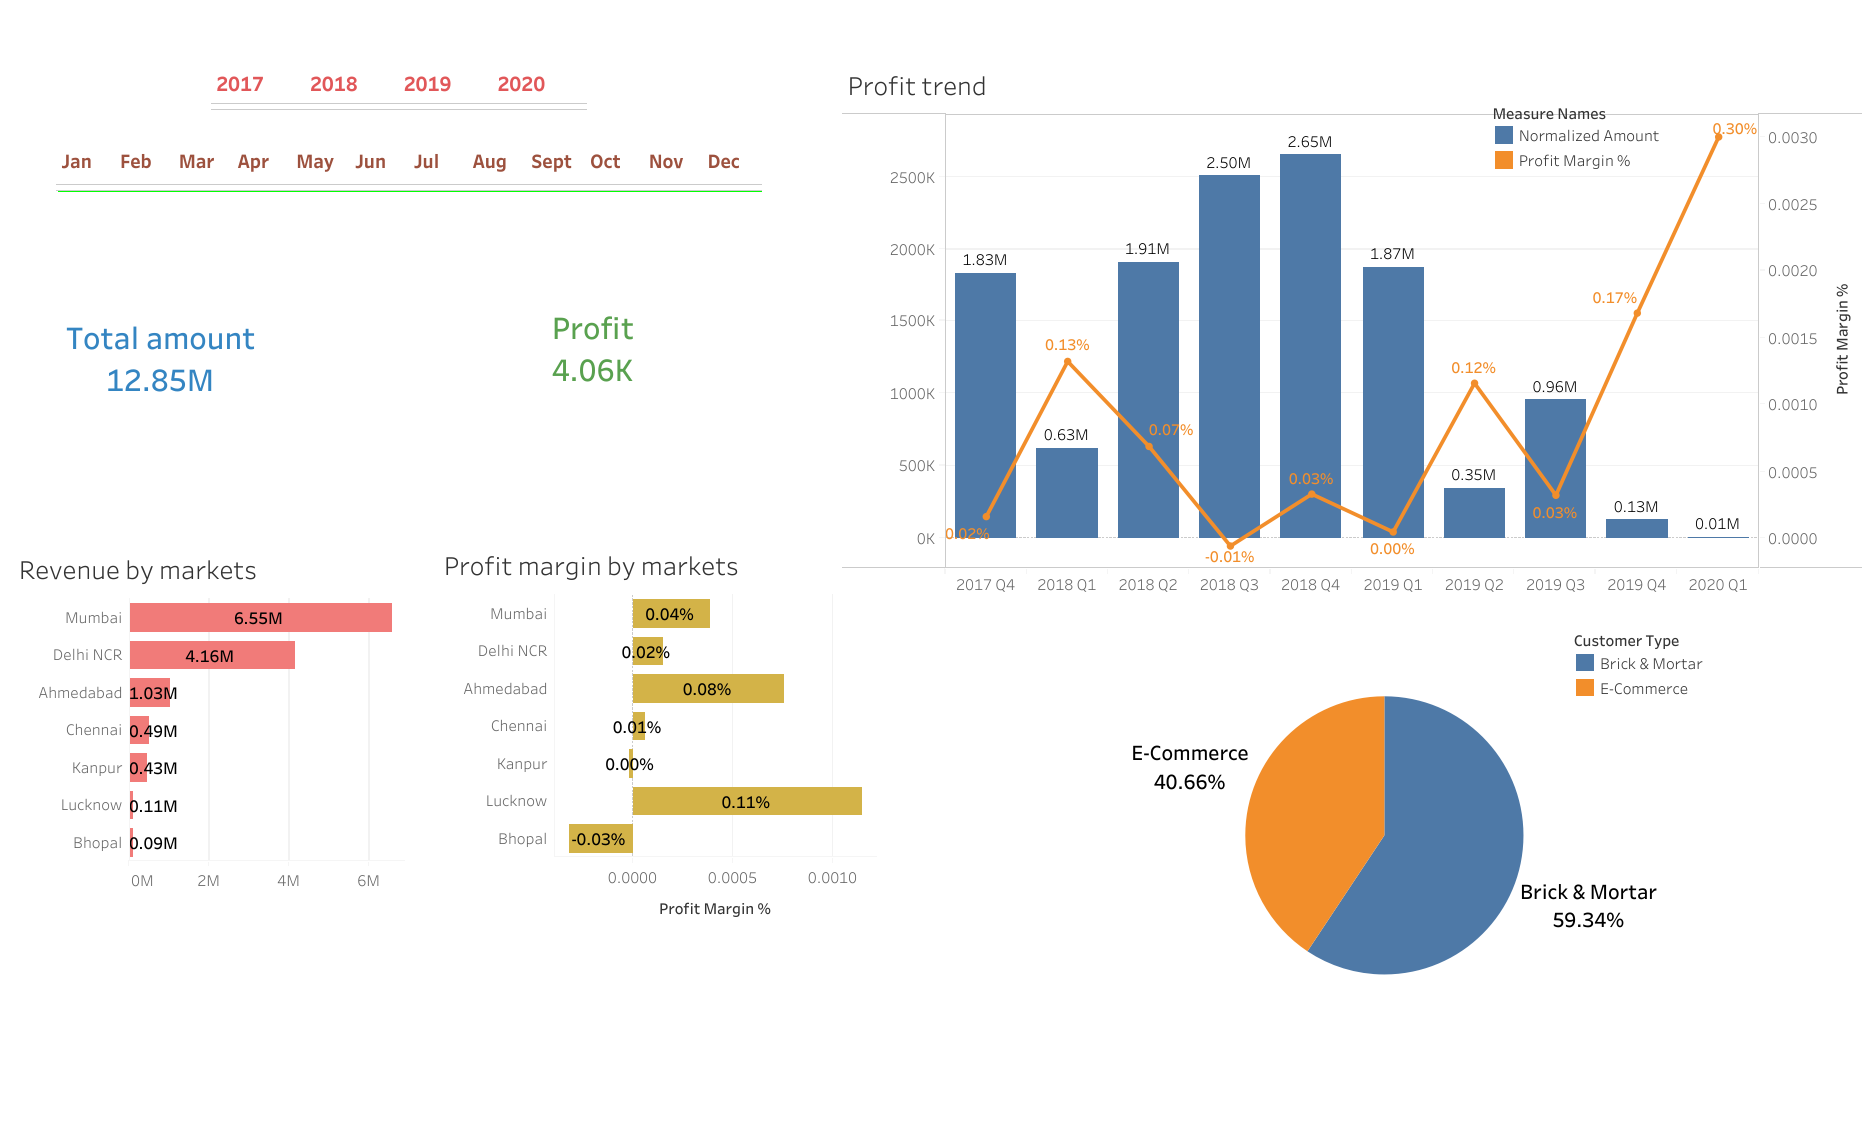 2017 2018 2019 2020
Jan Feb Mar Apr May Jun Jul Aug Sept Oct Nov Dec
Total amount
12.85M
Profit
4.06K
Profit trend
Measure Names
Normalized Amount
Profit Margin %
2500K
2000K
1500K
1000K
500K
0K
1.83M
0.63M
1.91M
2.50M
2.65M
1.87M
0.35M
0.96M
0.13M
0.01M
0.02%
0.13%
0.07%
-0.01%
0.03%
0.00%
0.12%
0.03%
0.17%
0.30%
0.0030
0.0025
0.0020
0.0015
0.0010
0.0005
0.0000
Profit Margin %
2017 Q4 2018 Q1 2018 Q2 2018 Q3 2018 Q4 2019 Q1 2019 Q2 2019 Q3 2019 Q4 2020 Q1
Revenue by markets
Mumbai 6.55M
Delhi NCR 4.16M
Ahmedabad 1.03M
Chennai 0.49M
Kanpur 0.43M
Lucknow 0.11M
Bhopal 0.09M
0M 2M 4M 6M
Profit margin by markets
Mumbai 0.04%
Delhi NCR 0.02%
Ahmedabad 0.08%
Chennai 0.01%
Kanpur 0.00%
Lucknow 0.11%
Bhopal -0.03%
0.0000 0.0005 0.0010
Profit Margin %
Customer Type
Brick & Mortar
E-Commerce
E-Commerce
40.66%
Brick & Mortar
59.34%